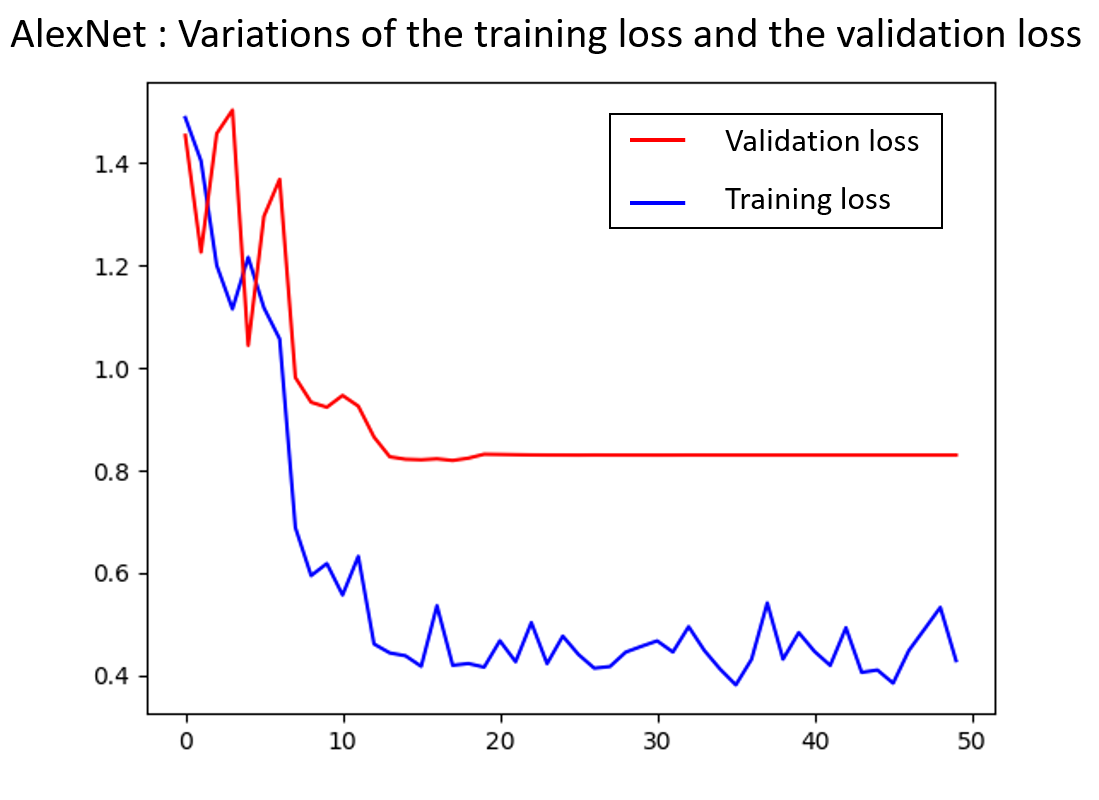 AlexNet : Variations of the training loss and the validation loss
Validation loss
Training loss
1.4
1.2
1.0
0.8
0.6
0.4
0 10 20 30 40 50